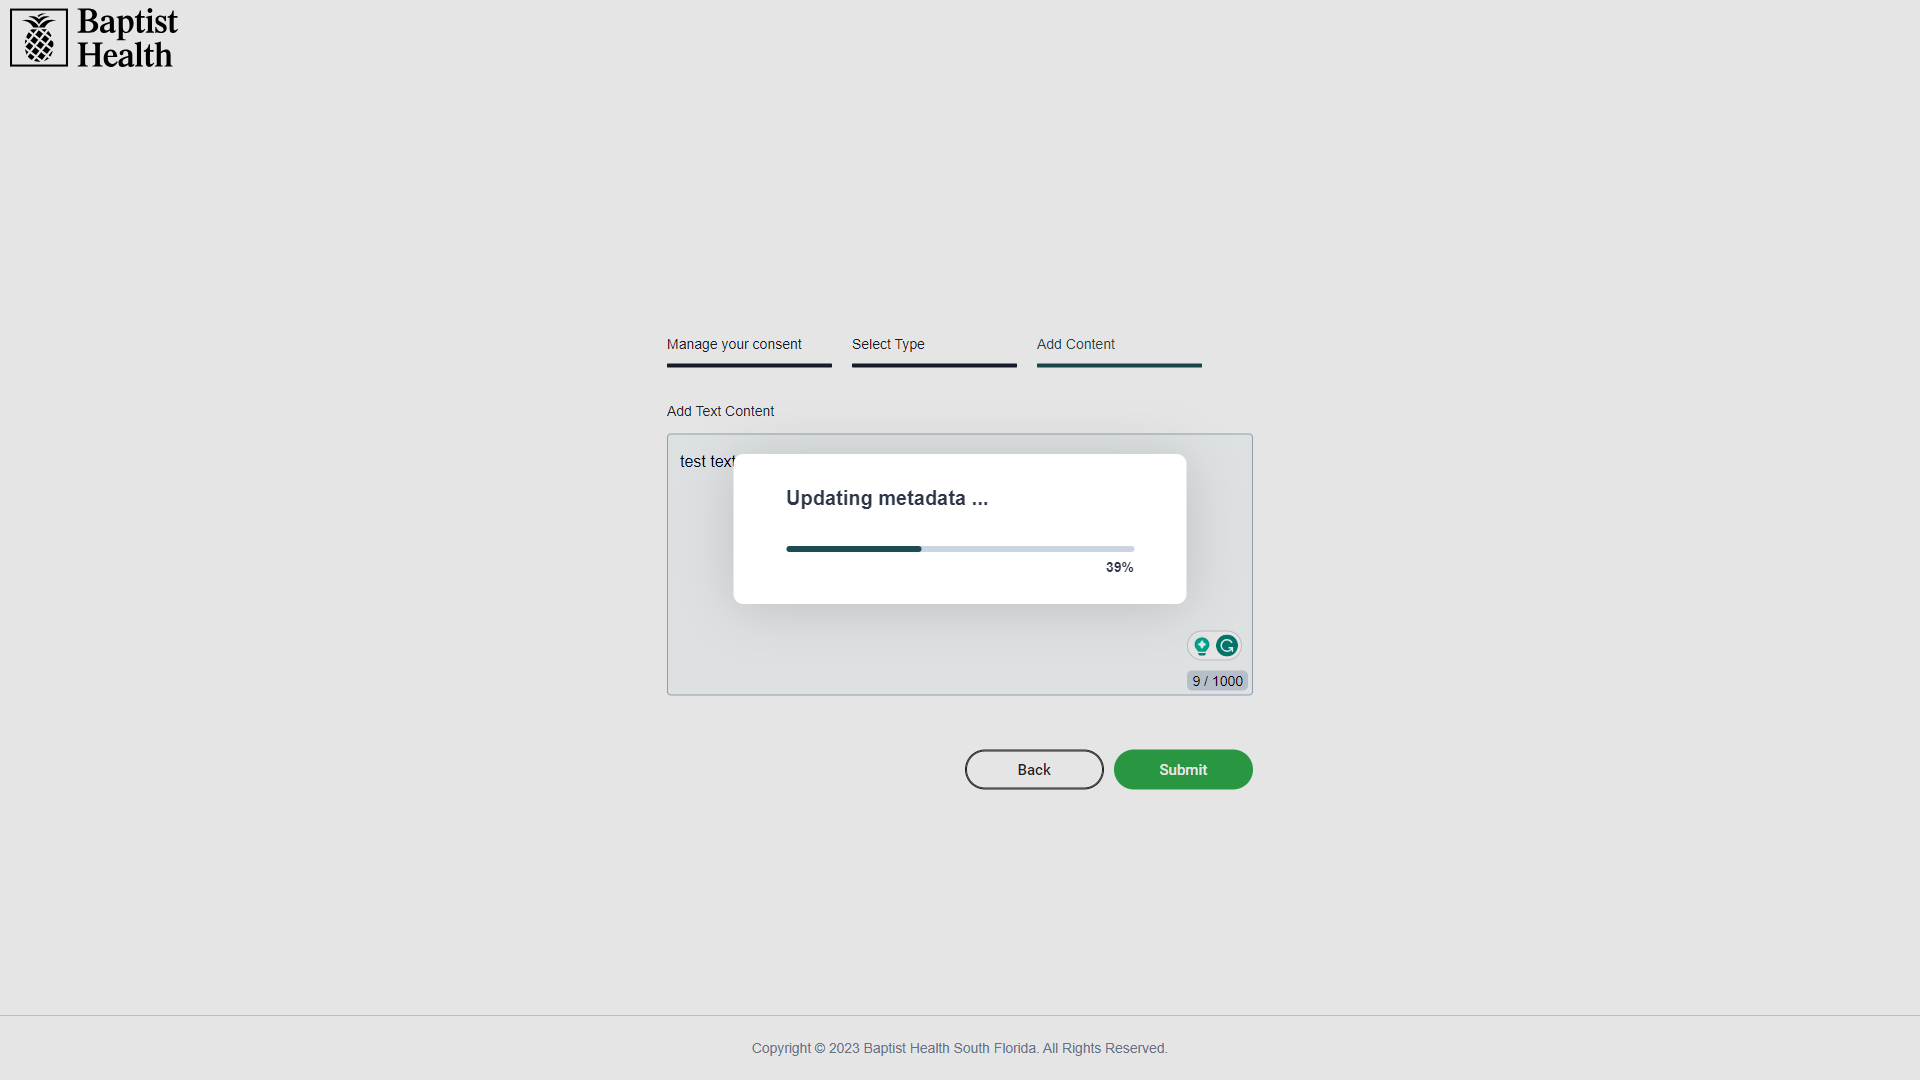 Baptist
Health
Manage your consent
Select Type
Add Content
Add Text Content
test text
Updating metadata ...
39%
9 / 1000
Back
Submit
Copyright © 2023 Baptist Health South Florida. All Rights Reserved.